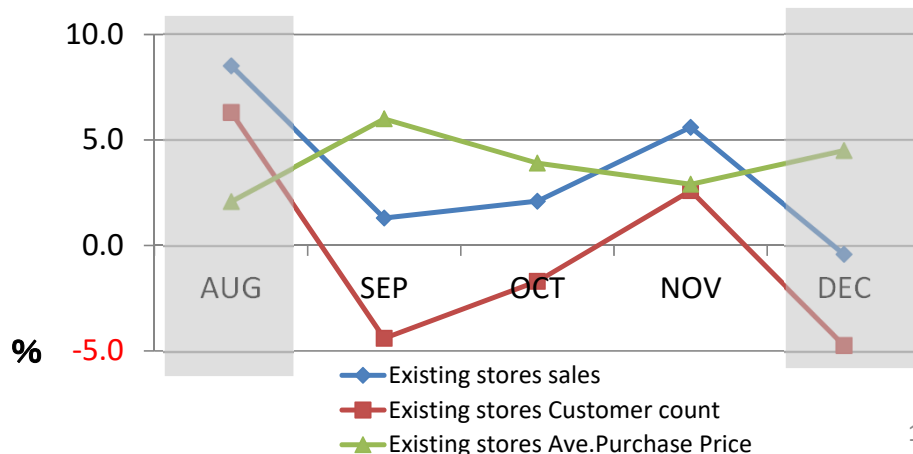 10.0
5.0
0.0
AUG SEP OCT NOV DEC
% -5.0
Existing stores sales
Existing stores Customer count
Existing stores Ave.Purchase Price